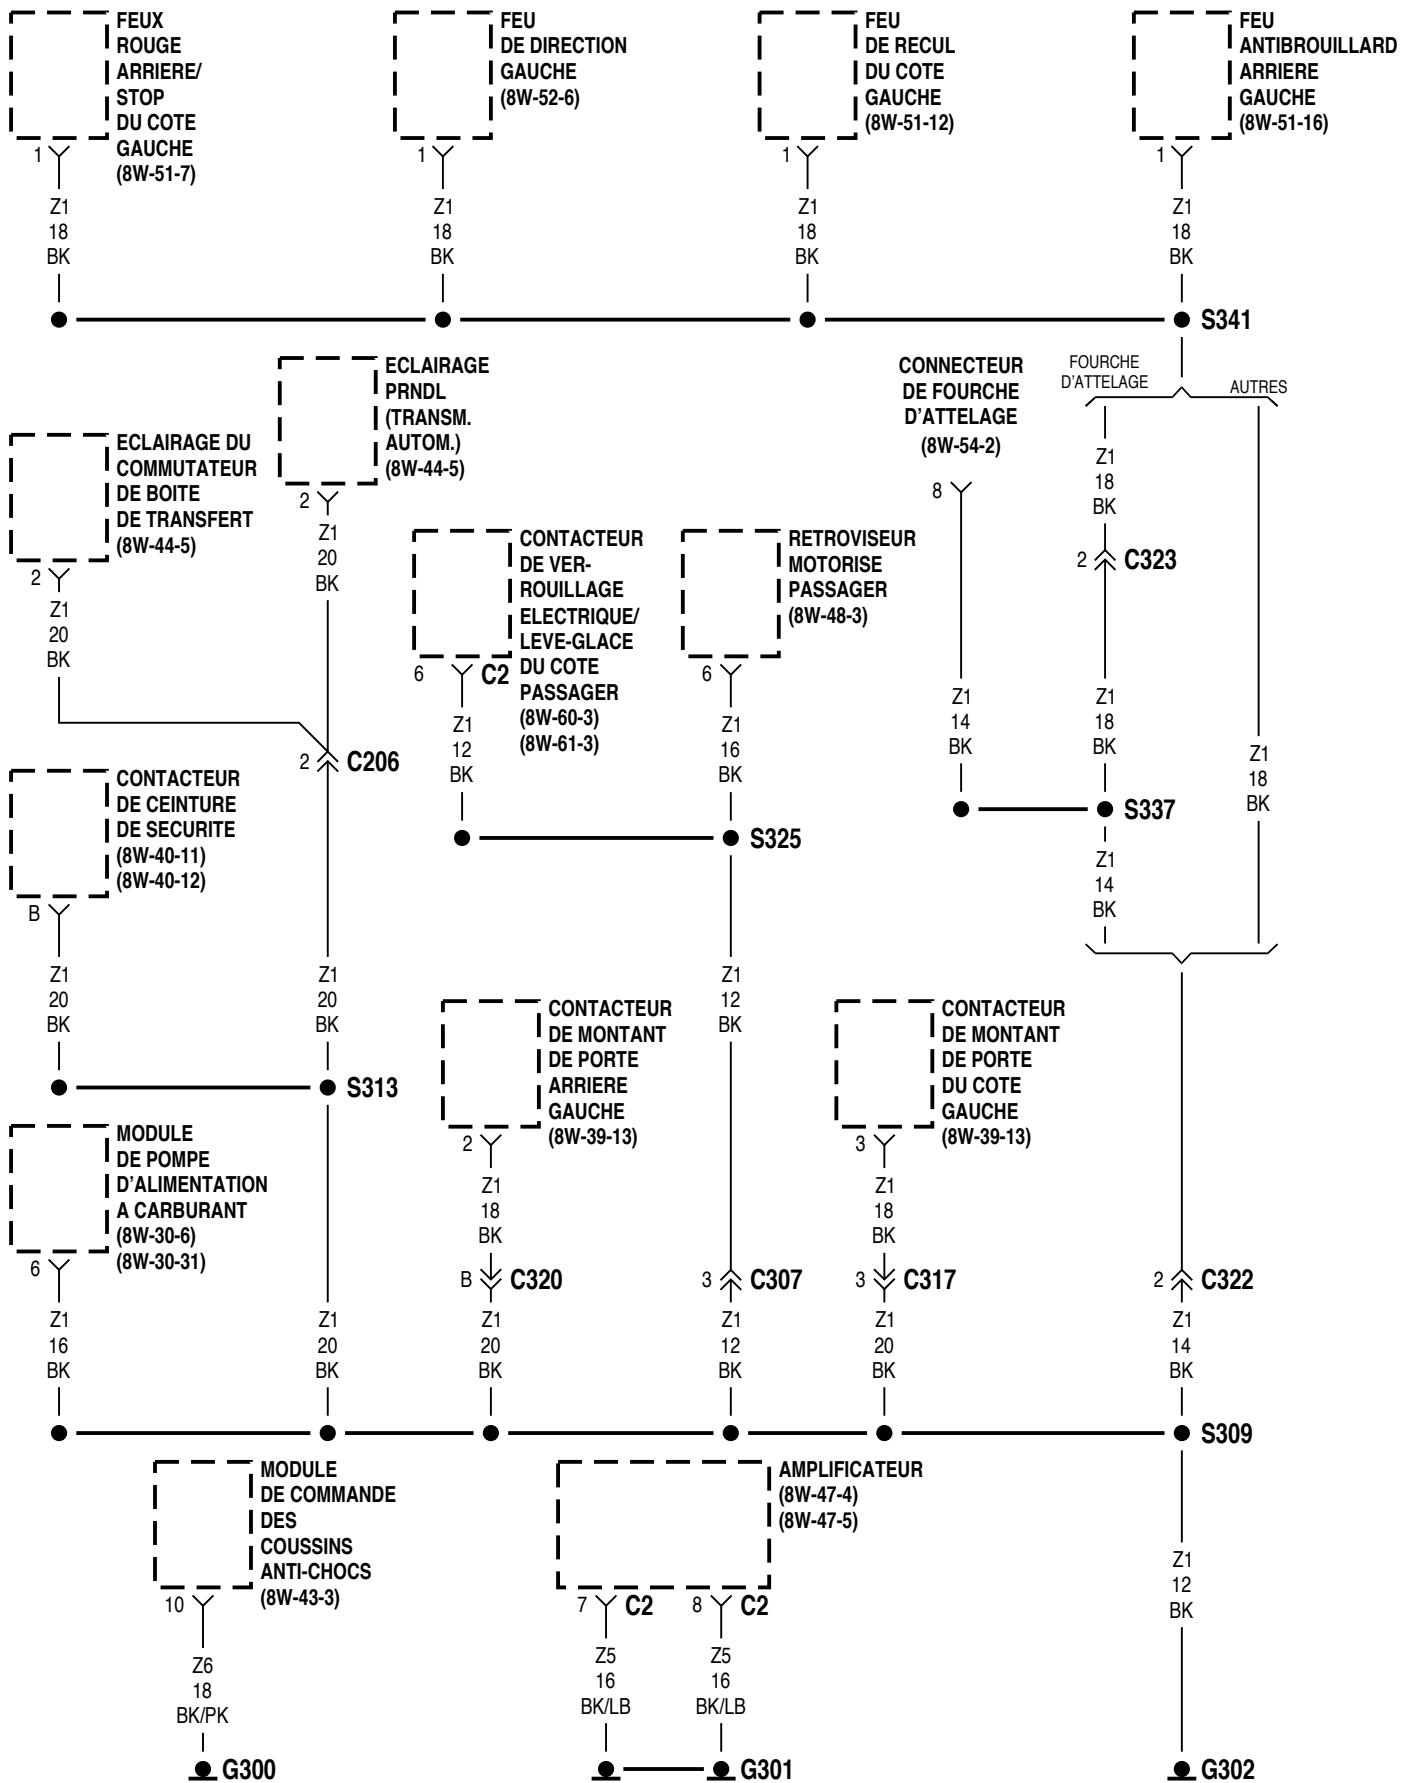 FEUX
ROUGE
ARRIERE/
STOP
DU COTE
GAUCHE
(8W-51-7)
1
Z1
18
BK
FEU
DE DIRECTION
GAUCHE
(8W-52-6)
1
Z1
18
BK
FEU
DE RECUL
DU COTE
GAUCHE
(8W-51-12)
1
Z1
18
BK
FEU
ANTIBROUILLARD
ARRIERE
GAUCHE
(8W-51-16)
1
Z1
18
BK
S341
ECLAIRAGE
PRNDL
(TRANSM.
AUTOM.)
(8W-44-5)
2
Z1
20
BK
ECLAIRAGE DU
COMMUTATEUR
DE BOITE
DE TRANSFERT
(8W-44-5)
2
Z1
20
BK
2
C206
CONNECTEUR
DE FOURCHE
D'ATTELAGE
(8W-54-2)
8
Z1
14
BK
FOURCHE
D'ATTELAGE
AUTRES
Z1
18
BK
2
C323
Z1
18
BK
S337
Z1
14
BK
Z1
18
BK
CONTACTEUR
DE VER-
ROUILLAGE
ELECTRIQUE/
LEVE-GLACE
DU COTE
PASSAGER
(8W-60-3)
(8W-61-3)
6
C2
Z1
12
BK
RETROVISEUR
MOTORISE
PASSAGER
(8W-48-3)
6
Z1
16
BK
S325
Z1
12
BK
CONTACTEUR
DE CEINTURE
DE SECURITE
(8W-40-11)
(8W-40-12)
B
Z1
20
BK
Z1
20
BK
S313
CONTACTEUR
DE MONTANT
DE PORTE
ARRIERE
GAUCHE
(8W-39-13)
2
Z1
18
BK
B
C320
Z1
20
BK
3
C307
Z1
12
BK
CONTACTEUR
DE MONTANT
DE PORTE
DU COTE
GAUCHE
(8W-39-13)
3
Z1
18
BK
3
C317
Z1
20
BK
2
C322
Z1
14
BK
MODULE
DE POMPE
D'ALIMENTATION
A CARBURANT
(8W-30-6)
(8W-30-31)
6
Z1
16
BK
Z1
20
BK
S309
MODULE
DE COMMANDE
DES
COUSSINS
ANTI-CHOCS
(8W-43-3)
10
Z6
18
BK/PK
G300
AMPLIFICATEUR
(8W-47-4)
(8W-47-5)
7
C2
8
C2
Z5
16
BK/LB
Z5
16
BK/LB
G301
Z1
12
BK
G302